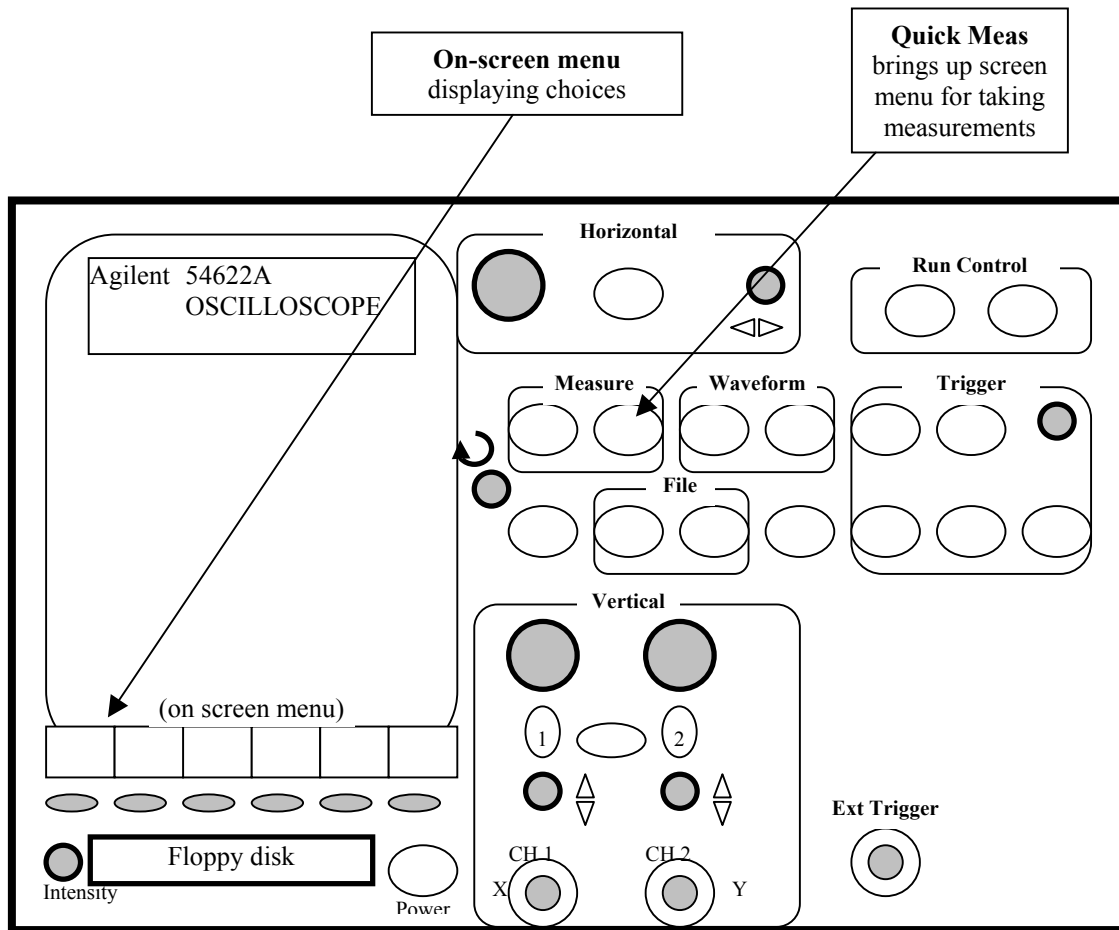 On-screen menu
displaying choices
Quick Meas
brings up screen
menu for taking
measurements
Agilent 54622A
OSCILLOSCOPE
Horizontal
Run Control
Measure
Waveform
Trigger
File
Vertical
(on screen menu)
1
2
Floppy disk
Intensity
Power
CH 1
CH 2
X
Y
Ext Trigger